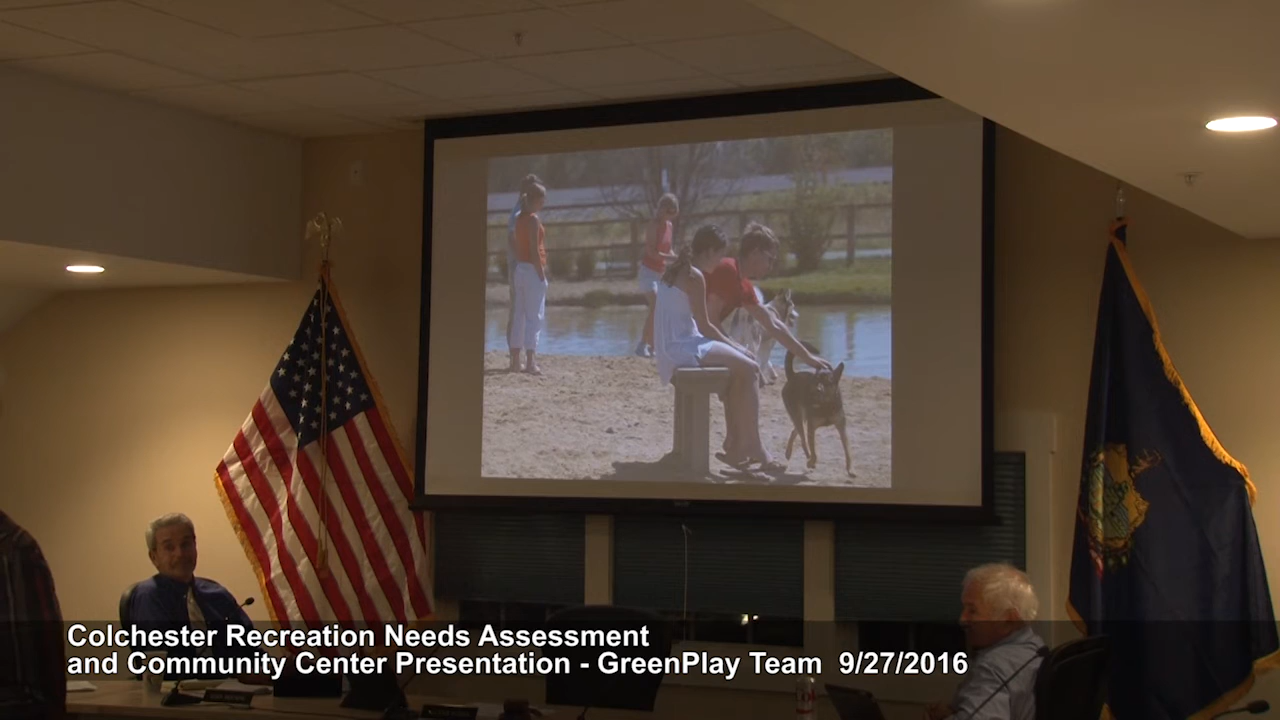 Colchester Recreation Needs Assessment
and Community Center Presentation - GreenPlay Team 9/27/2016